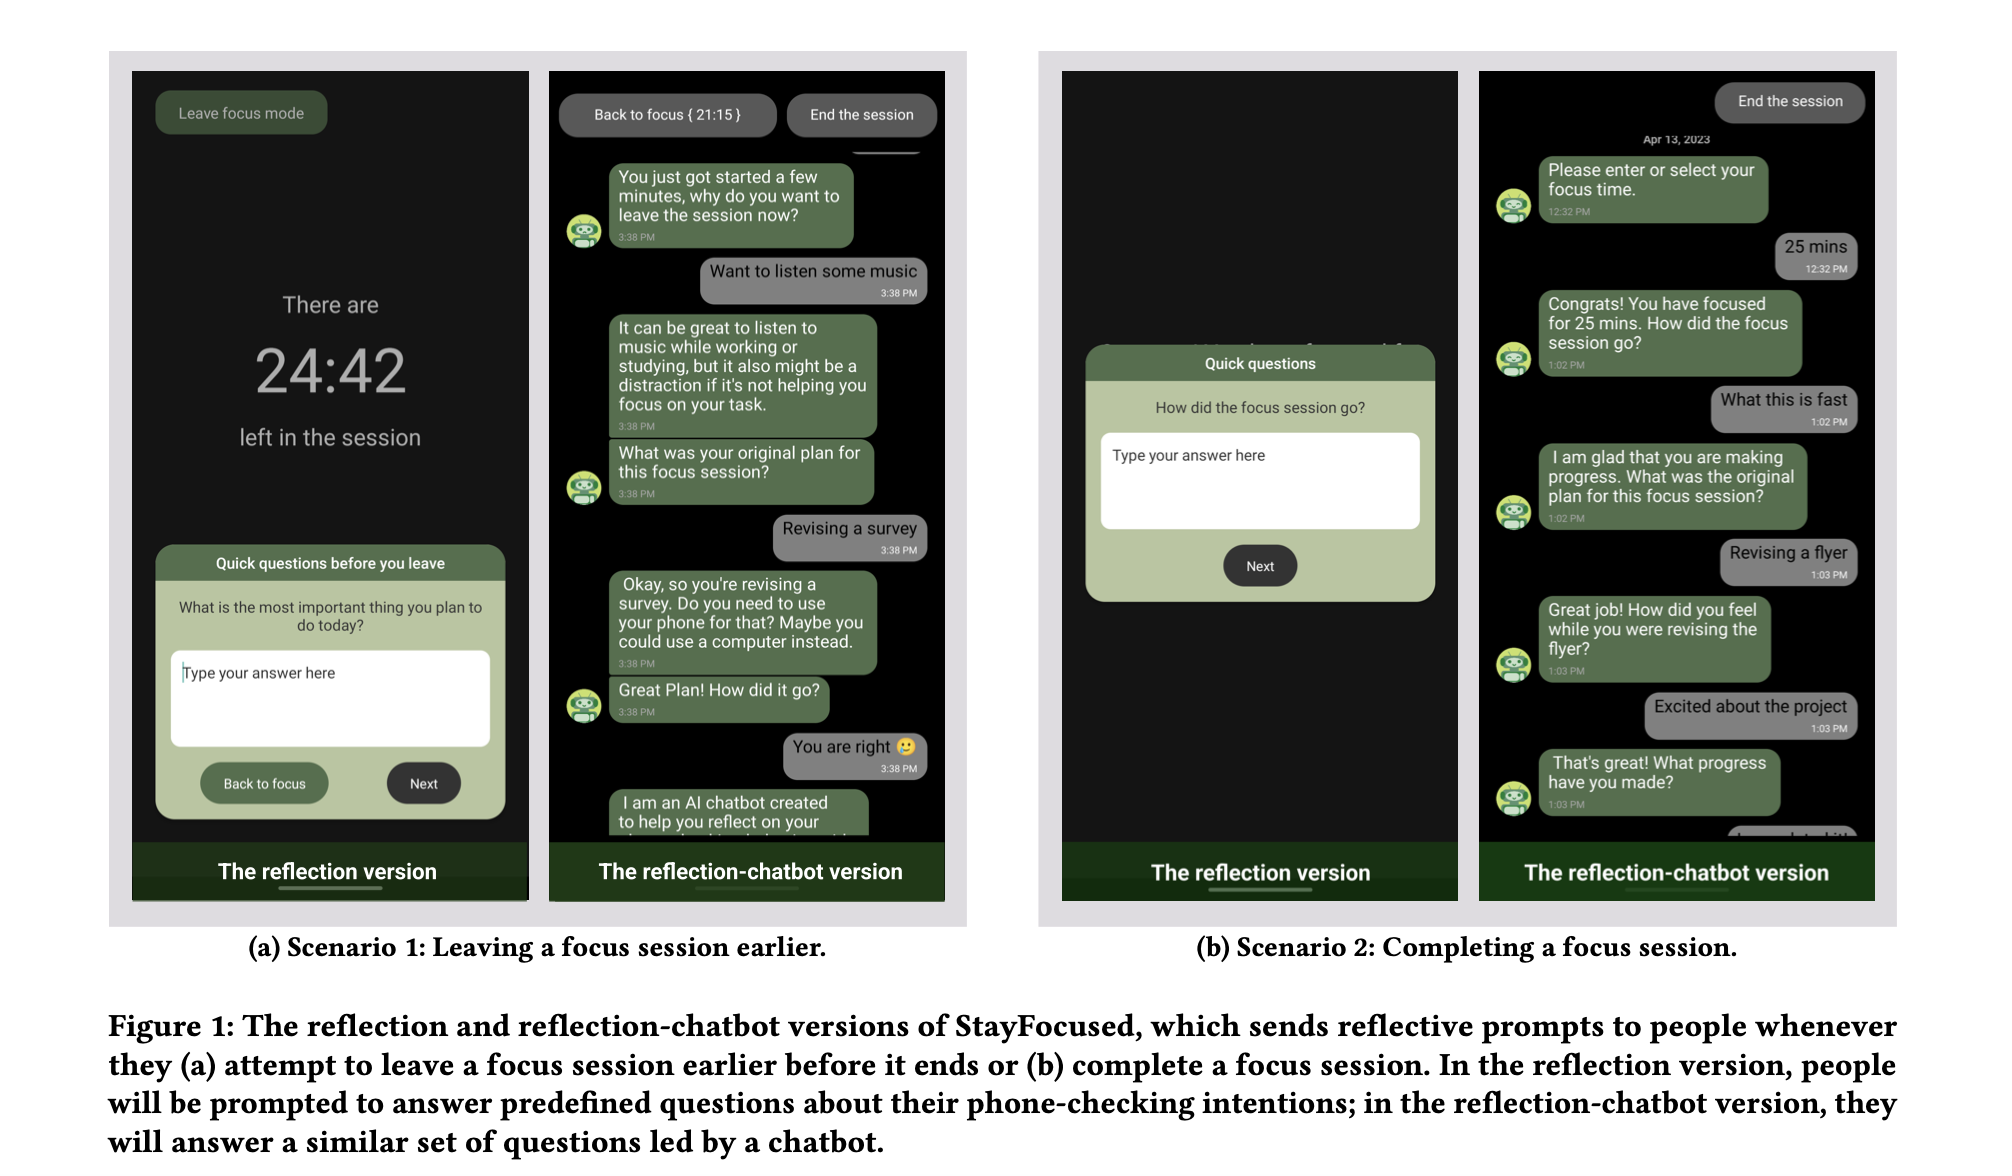 Leave focus mode
There are
24:42
left in the session
Quick questions before you leave
What is the most important thing you plan to
do today?
Type your answer here
Back to focus
Next
The reflection version
Back to focus { 21:15 }
End the session
You just got started a few
minutes, why do you want to
leave the session now?
3:38 PM
Want to listen some music
3:38 PM
It can be great to listen to
music while working or
studying, but it also might be a
distraction if it's not helping you
focus on your task.
3:38 PM
What was your original plan for
this focus session?
3:38 PM
Revising a survey
3:38 PM
Okay, so you're revising a
survey. Do you need to use
your phone for that? Maybe you
could use a computer instead.
3:38 PM
Great Plan! How did it go?
3:38 PM
You are right 🥲
3:38 PM
I am an AI chatbot created
to help you reflect on your
The reflection-chatbot version
(a) Scenario 1: Leaving a focus session earlier.
Quick questions
How did the focus session go?
Type your answer here
Next
The reflection version
End the session
Apr 13, 2023
Please enter or select your
focus time.
12:32 PM
25 mins
12:32 PM
Congrats! You have focused
for 25 mins. How did the focus
session go?
1:02 PM
What this is fast
1:02 PM
I am glad that you are making
progress. What was the original
plan for this focus session?
1:02 PM
Revising a flyer
1:03 PM
Great job! How did you feel
while you were revising the
flyer?
1:03 PM
Excited about the project
1:03 PM
That's great! What progress
have you made?
1:03 PM
The reflection-chatbot version
(b) Scenario 2: Completing a focus session.
Figure 1: The reflection and reflection-chatbot versions of StayFocused, which sends reflective prompts to people whenever
they (a) attempt to leave a focus session earlier before it ends or (b) complete a focus session. In the reflection version, people
will be prompted to answer predefined questions about their phone-checking intentions; in the reflection-chatbot version, they
will answer a similar set of questions led by a chatbot.